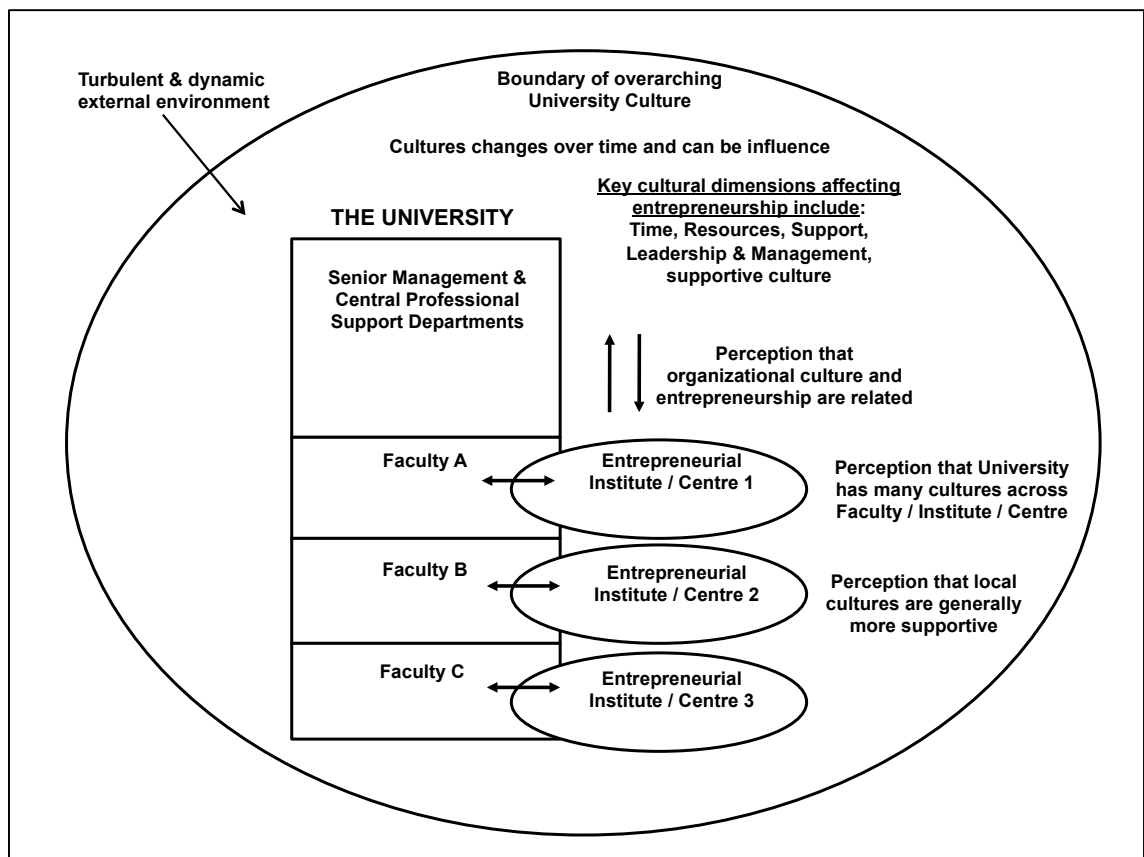 Turbulent & dynamic
external environment
Boundary of overarching
University Culture
Cultures changes over time and can be influence
Key cultural dimensions affecting
entrepreneurship include:
Time, Resources, Support,
Leadership & Management,
supportive culture
THE UNIVERSITY
Senior Management &
Central Professional
Support Departments
Perception that
organizational culture and
entrepreneurship are related
Faculty A
Entrepreneurial
Institute / Centre 1
Perception that University
has many cultures across
Faculty / Institute / Centre
Faculty B
Entrepreneurial
Institute / Centre 2
Perception that local
cultures are generally
more supportive
Faculty C
Entrepreneurial
Institute / Centre 3